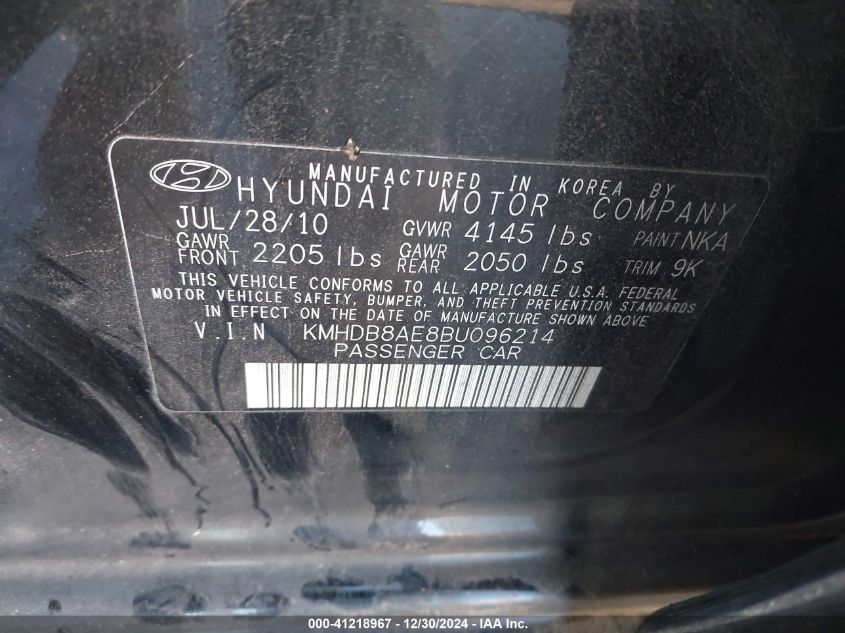 MANUFACTURED IN KOREA BY
HYUNDAI MOTOR COMPANY
JUL/28/10 GVWR 4145 lbs PAINT NKA
GAWR FRONT 2205 lbs GAWR REAR 2050 lbs TRIM 9K
THIS VEHICLE CONFORMS TO ALL APPLICABLE U.S.A. FEDERAL
MOTOR VEHICLE SAFETY, BUMPER, AND THEFT PREVENTION STANDARDS
IN EFFECT ON THE DATE OF MANUFACTURE SHOWN ABOVE
V.I.N KMHDB8AE8BU096214
PASSENGER CAR
000-41218967 - 12/30/2024 - IAA Inc.